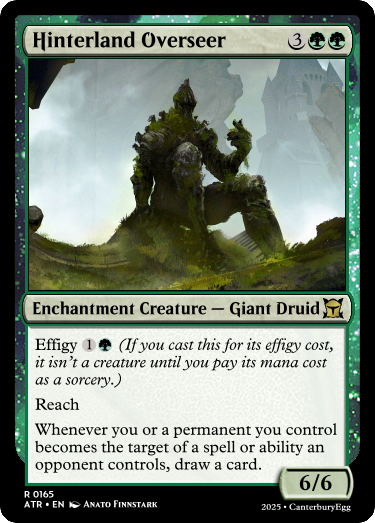 Hinterland Overseer 3
Enchantment Creature — Giant Druid
Effigy 1 (If you cast this for its effigy cost,
it isn't a creature until you pay its mana cost
as a sorcery.)
Reach
Whenever you or a permanent you control
becomes the target of a spell or ability an
opponent controls, draw a card.
6/6
R 0165
ATR • EN Anato Finnstark 2025 • CanterburyEgg